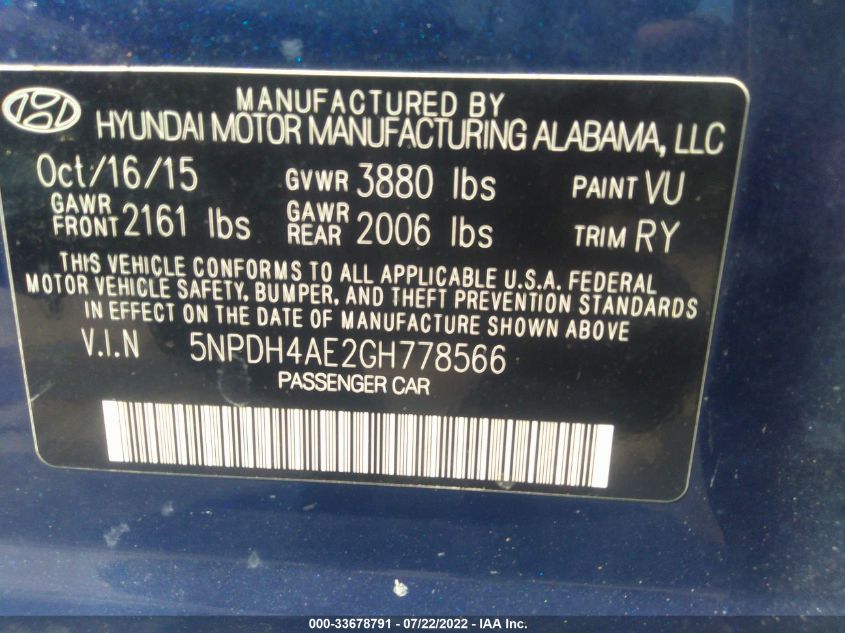 MANUFACTURED BY
HYUNDAI MOTOR MANUFACTURING ALABAMA, LLC
Oct/16/15 GVWR 3880 lbs PAINT VU
GAWR FRONT 2161 lbs GAWR REAR 2006 lbs TRIM RY
THIS VEHICLE CONFORMS TO ALL APPLICABLE U.S.A. FEDERAL
MOTOR VEHICLE SAFETY, BUMPER, AND THEFT PREVENTION STANDARDS
IN EFFECT ON THE DATE OF MANUFACTURE SHOWN ABOVE
V.I.N 5NPDH4AE2GH778566
PASSENGER CAR
000-33678791 / 07/22/2022 - IAA Inc.